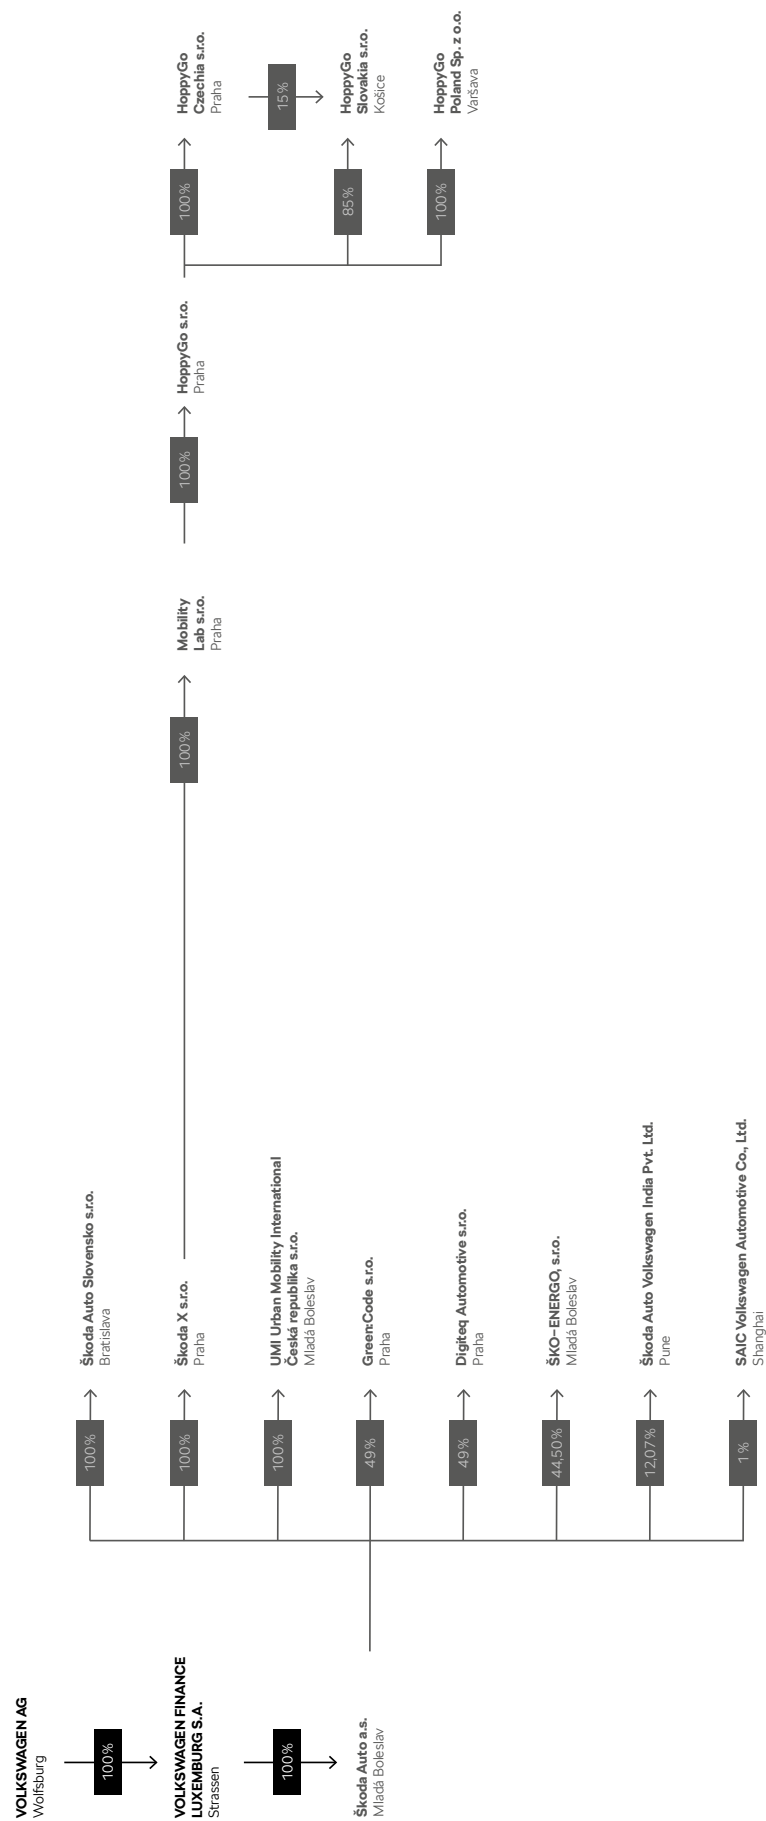 VOLKSWAGEN AG
Wolfsburg
100%
VOLKSWAGEN FINANCE
LUXEMBURG S.A.
Strassen
100%
Škoda Auto a.s.
Mladá Boleslav
100%
Škoda Auto Slovensko s.r.o.
Bratislava
100%
Škoda X s.r.o.
Praha
100%
Mobility
Lab s.r.o.
Praha
100%
HoppyGo s.r.o.
Praha
100%
HoppyGo
Czechia s.r.o.
Praha
15%
85%
HoppyGo
Slovakia s.r.o.
Košice
100%
HoppyGo
Poland Sp. z o.o.
Varšava
100%
UMI Urban Mobility International
Česká republika s.r.o.
Mladá Boleslav
49%
Green:Code s.r.o.
Praha
49%
Digiteq Automotive s.r.o.
Praha
44,50%
ŠKO-ENERGO, s.r.o.
Mladá Boleslav
12,07%
Škoda Auto Volkswagen India Pvt. Ltd.
Pune
1%
SAIC Volkswagen Automotive Co., Ltd.
Shanghai